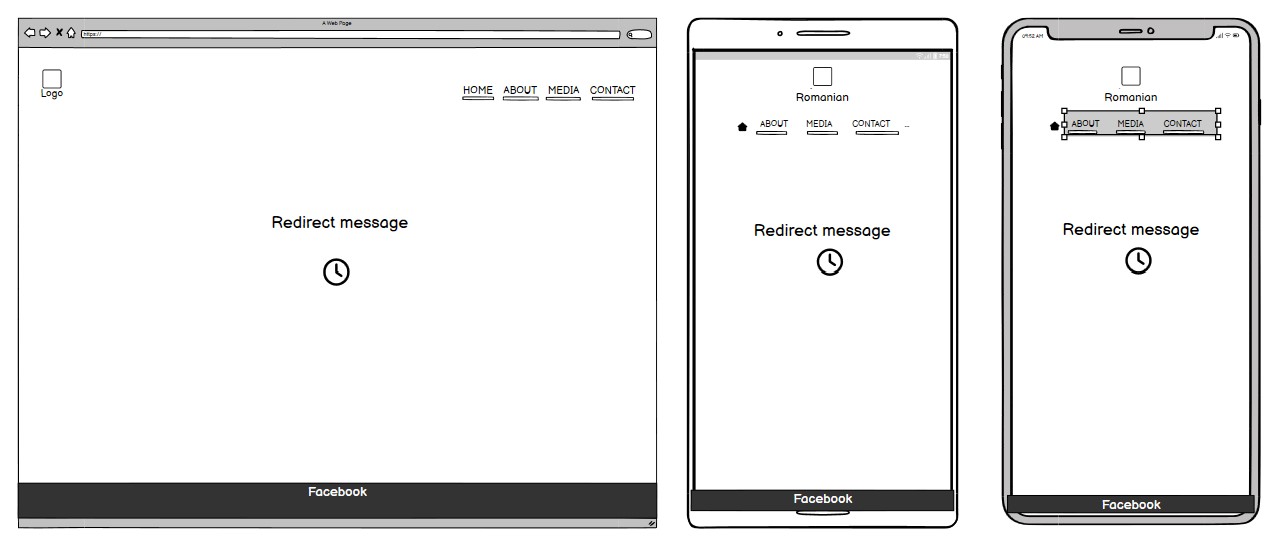 A Web Page
https://
Logo
HOME ABOUT MEDIA CONTACT
Redirect message
Facebook
Romanian
ABOUT MEDIA CONTACT ...
Redirect message
Facebook
09:52 AM
Romanian
ABOUT MEDIA CONTACT
Redirect message
Facebook